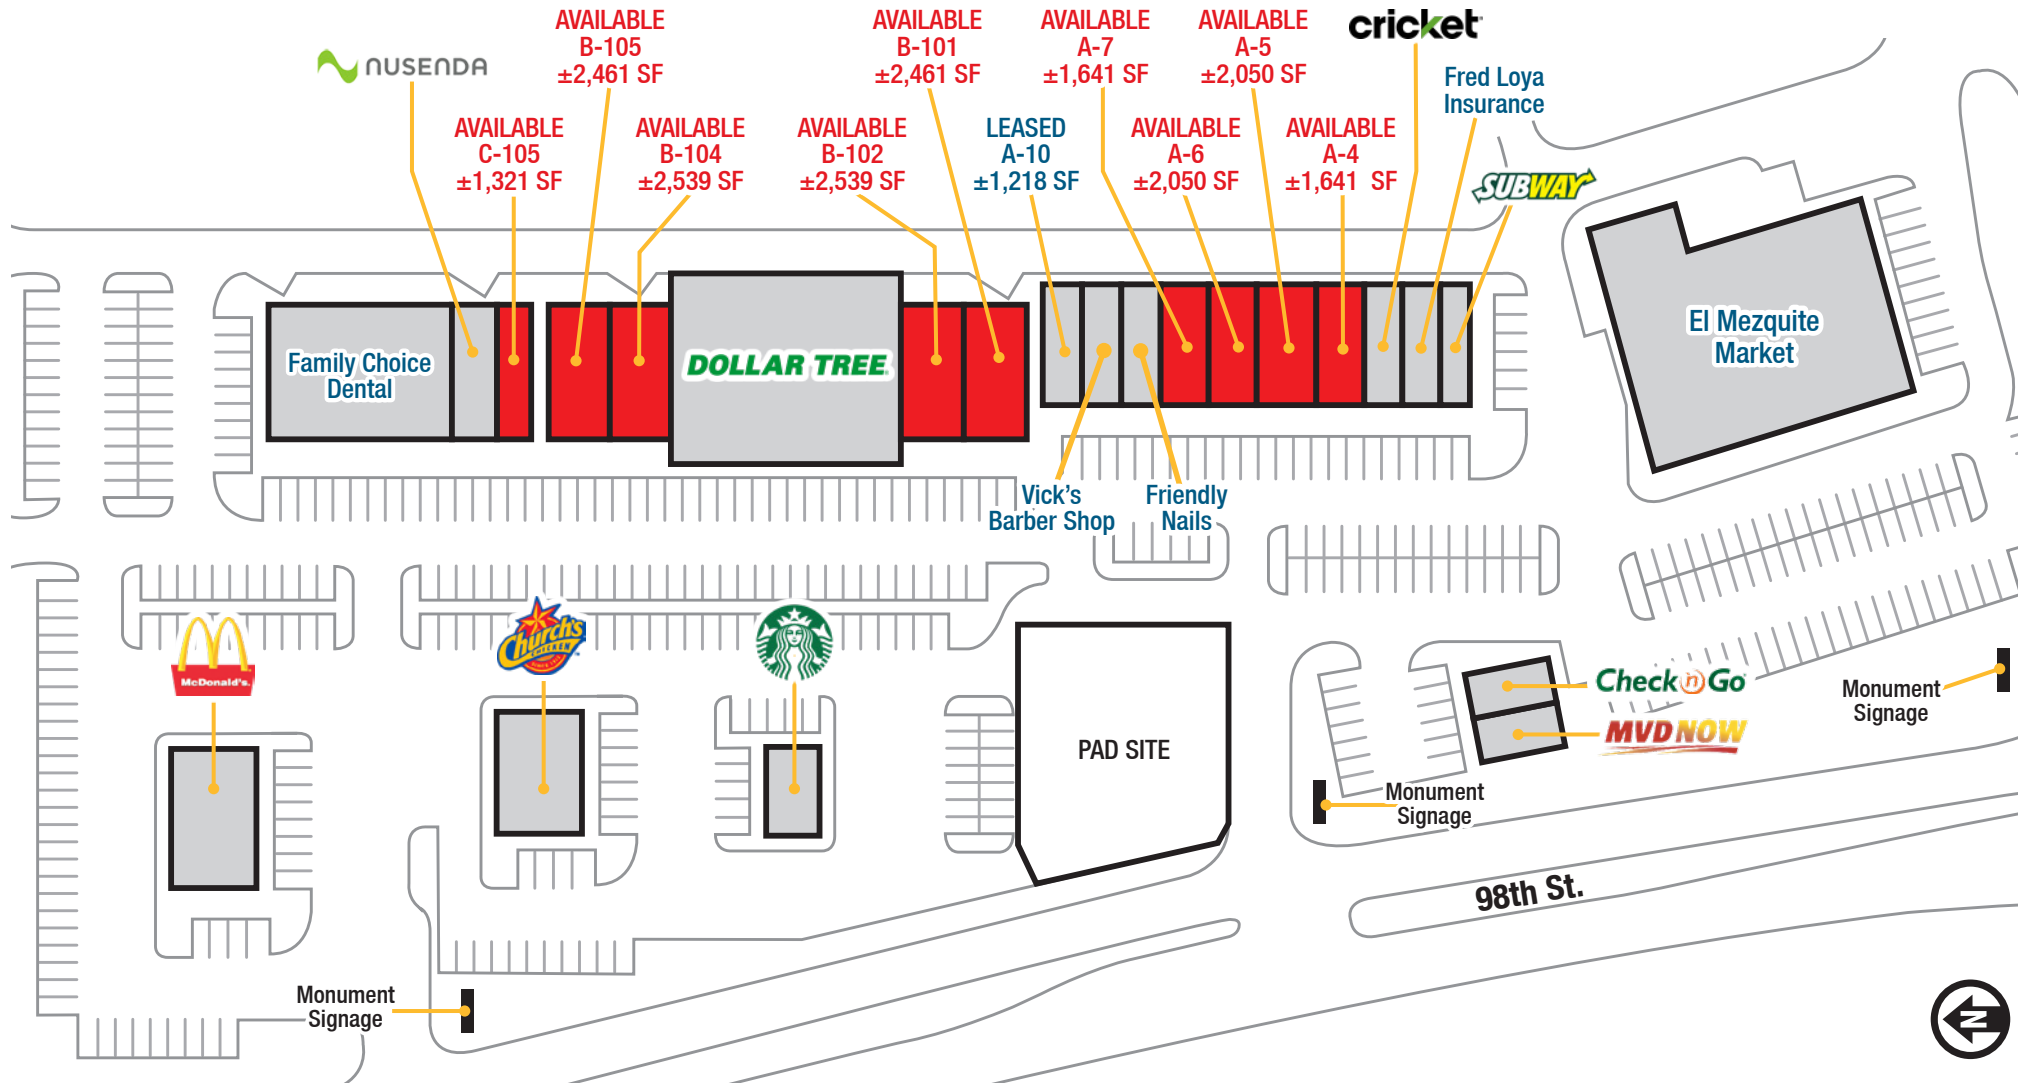 AVAILABLE
B-105
±2,461 SF
AVAILABLE
B-101
±2,461 SF
AVAILABLE
A-7
±1,641 SF
AVAILABLE
A-5
±2,050 SF
cricket
NUSENDA
Fred Loya
Insurance
AVAILABLE
C-105
±1,321 SF
AVAILABLE
B-104
±2,539 SF
AVAILABLE
B-102
±2,539 SF
LEASED
A-10
±1,218 SF
AVAILABLE
A-6
±2,050 SF
AVAILABLE
A-4
±1,641 SF
SUBWAY
Family Choice
Dental
DOLLAR TREE
El Mezquite
Market
Vick's
Barber Shop
Friendly
Nails
McDonald's.
Church's
CHICKEN
PAD SITE
Check n Go
MVD NOW
Monument
Signage
Monument
Signage
98th St.
Monument
Signage
N